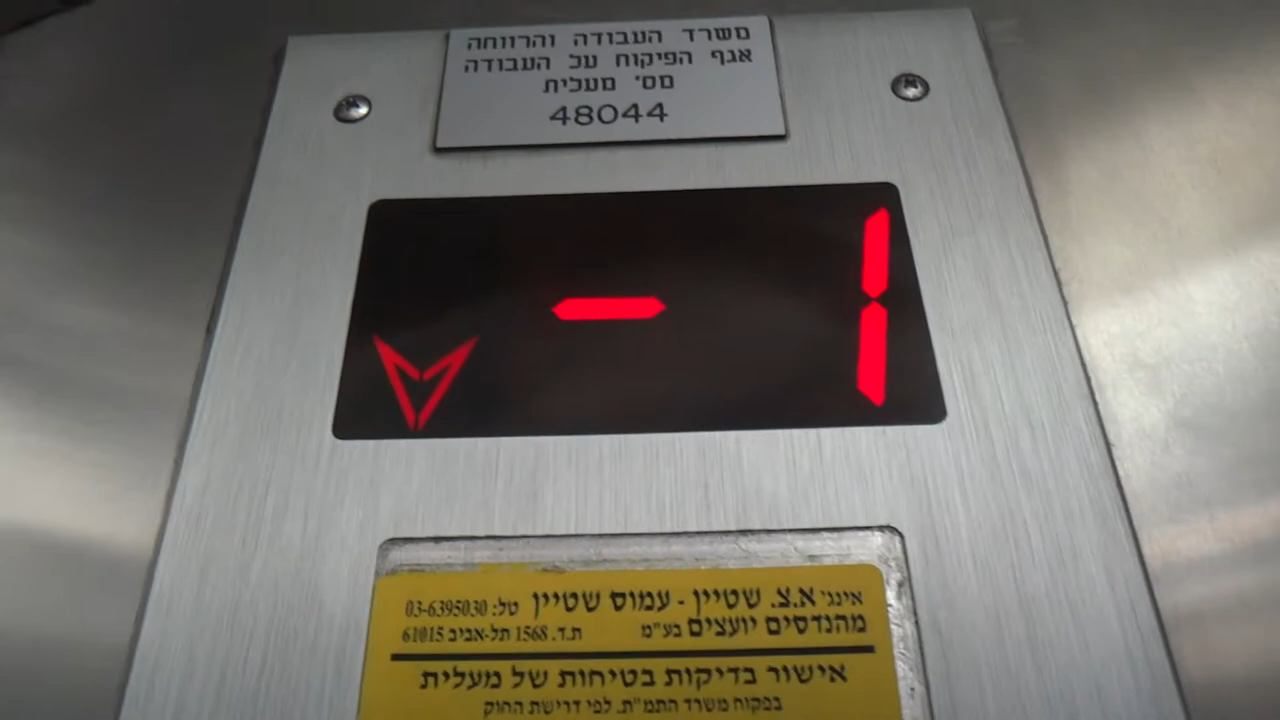 משרד העבודה והרווחה
אגף הפיקוח על העבודה
מס' מעלית
48044
- 1
אינג' א.צ. שטיין - עמוס שטיין טל: 03-6395030
מהנדסים יועצים בע"מ ת.ד. 1568 תל-אביב 61015
אישור בדיקות בטיחות של מעלית
בפקוח משרד התמ"ת. לפי דרישת החוק